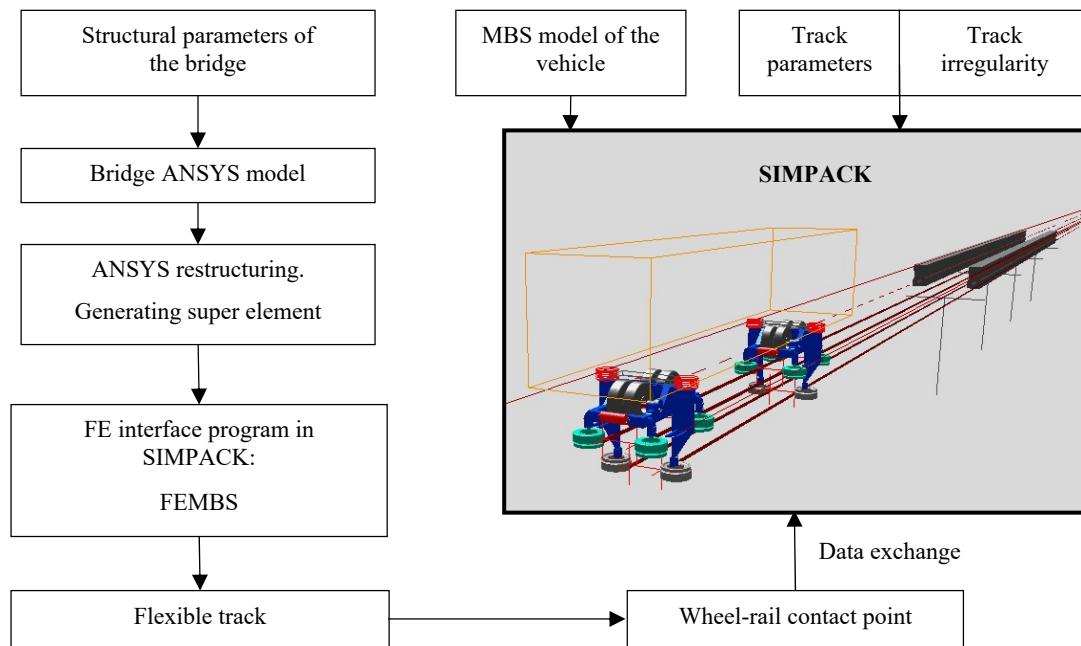 Structural parameters of
the bridge
MBS model of the
vehicle
Track
parameters
Track
irregularity
Bridge ANSYS model
SIMPACK
ANSYS restructuring.
Generating super element
FE interface program in
SIMPACK:
FEMBS
Data exchange
Flexible track
Wheel-rail contact point